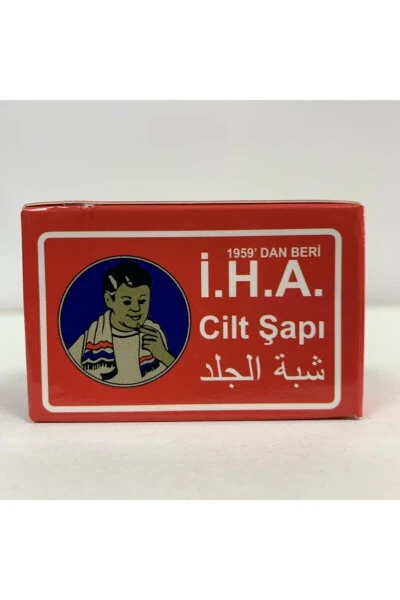 1959' DAN BERİ
İ.H.A.
Cilt Şapı
شبة الجلد